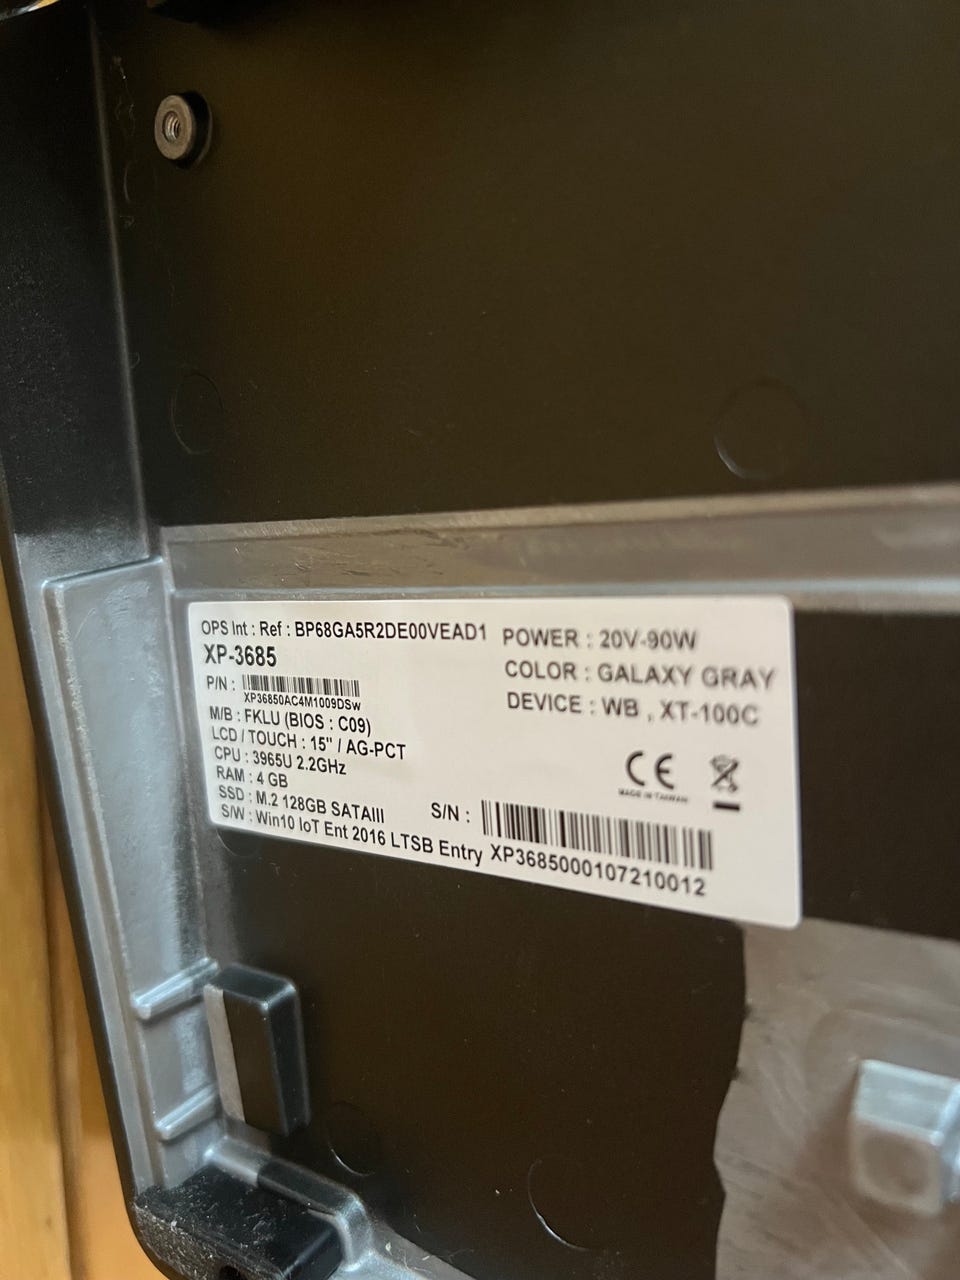 OPS Int : Ref : BP68GA5R2DE00VEAD1
XP-3685
P/N :
XP36850AC4M1009DSw
M/B : FKLU (BIOS : C09)
LCD / TOUCH : 15" / AG-PCT
CPU : 3965U 2.2GHz
RAM : 4 GB
SSD : M.2 128GB SATAIII
S/W : Win10 IoT Ent 2016 LTSB Entry
POWER : 20V-90W
COLOR : GALAXY GRAY
DEVICE : WB , XT-100C
CE
MADE IN TAIWAN
S/N :
XP3685000107210012